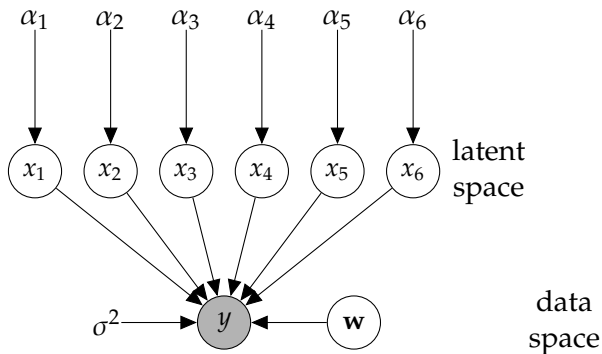 α₁ α₂ α₃ α₄ α₅ α₆
x₁ x₂ x₃ x₄ x₅ x₆ latent
space
σ² y w data
space